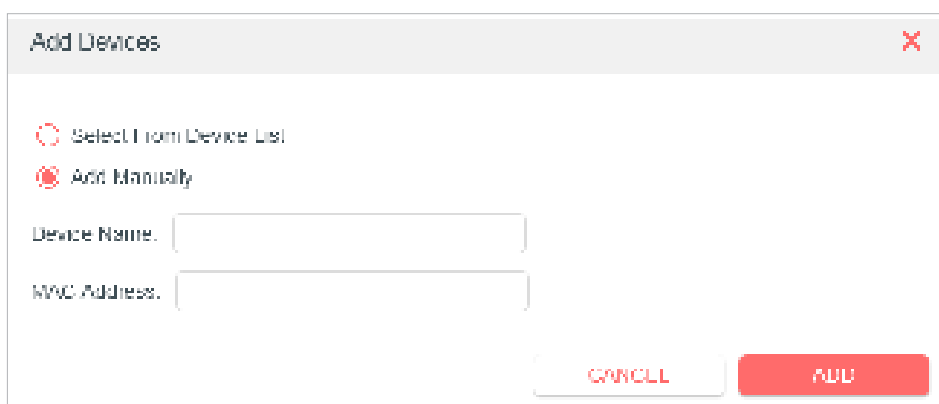 Add Devices
Select From Device List
Add Manually
Device Name:
MAC Address:
CANCEL
ADD